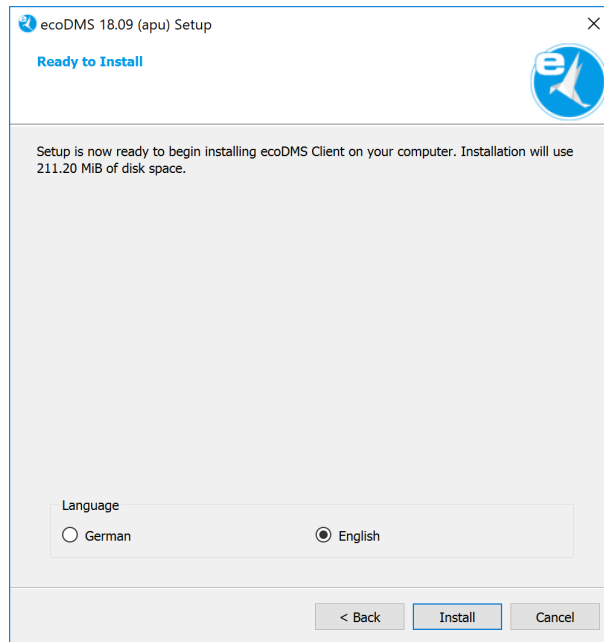 ecoDMS 18.09 (apu) Setup
Ready to Install
e
Setup is now ready to begin installing ecoDMS Client on your computer. Installation will use
211.20 MiB of disk space.
Language
German
English
< Back
Install
Cancel